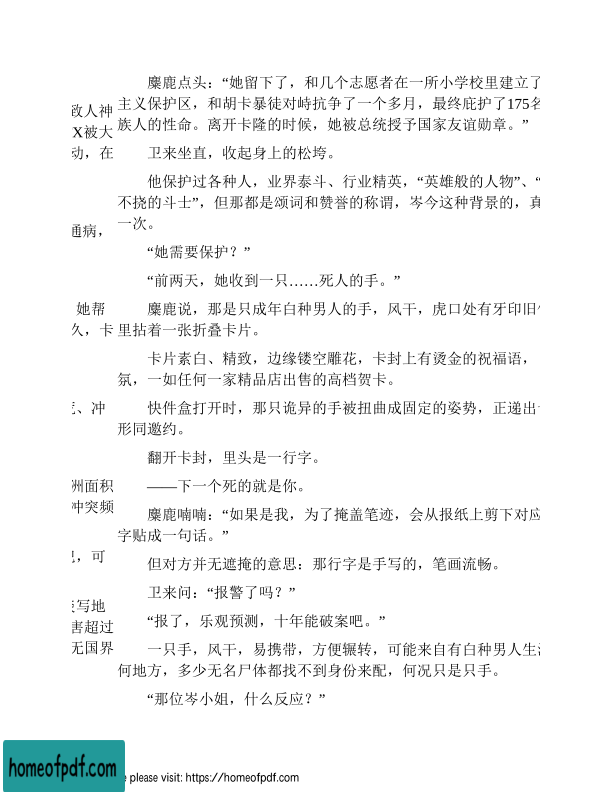 敌人神
X被大
动，在
通病，
她帮
久，卡
、冲
洲面积
冲突频
，可
写地
害超过
无国界
麋鹿点头：“她留下了，和几个志愿者在一所小学校里建立了
主义保护区，和胡卡暴徒对峙抗争了一个多月，最终庇护了175名
族人的性命。离开卡隆的时候，她被总统授予国家友谊勋章。”
卫来坐直，收起身上的松垮。
他保护过各种人，业界泰斗、行业精英，“英雄般的人物”、“
不挠的斗士”，但那都是颂词和赞誉的称谓，岑今这种背景的，真
一次。
“她需要保护？”
“前两天，她收到一只……死人的手。”
麋鹿说，那是只成年白种男人的手，风干，虎口处有牙印旧
里拈着一张折叠卡片。
卡片素白、精致，边缘镂空雕花，卡封上有烫金的祝福语，
氛，一如任何一家精品店出售的高档贺卡。
快件盒打开时，那只诡异的手被扭曲成固定的姿势，正递出
形同邀约。
翻开卡封，里头是一行字。
——下一个死的就是你。
麋鹿喃喃：“如果是我，为了掩盖笔迹，会从报纸上剪下对应
字贴成一句话。”
但对方并无遮掩的意思：那行字是手写的，笔画流畅。
卫来问：“报警了吗？”
“报了，乐观预测，十年能破案吧。”
一只手，风干，易携带，方便辗转，可能来自有白种男人生活
何地方，多少无名尸体都找不到身份来配，何况只是只手。
“那位岑小姐，什么反应？”
homeofpdf.com
e please visit: https://homeofpdf.com